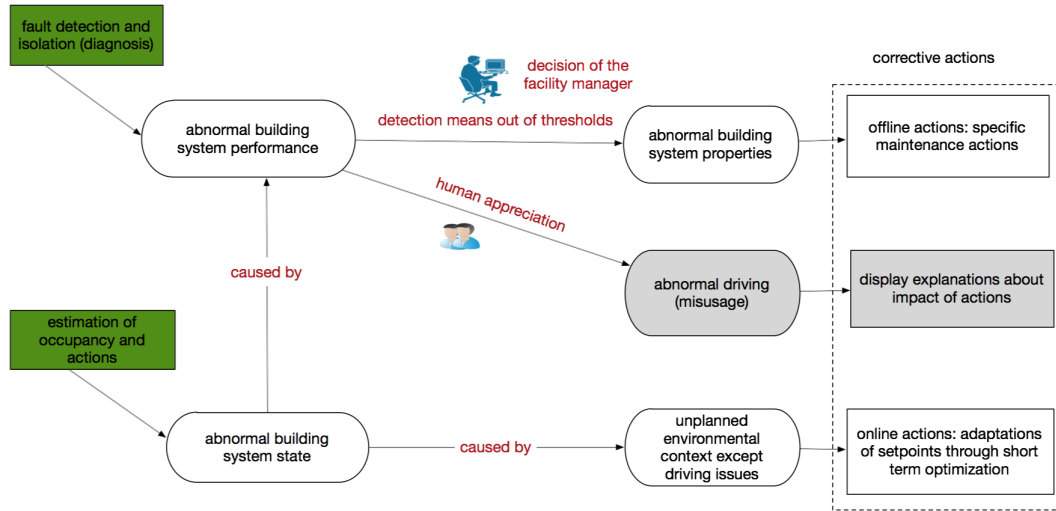 fault detection and
isolation (diagnosis)
decision of the
facility manager
corrective actions
detection means out of thresholds
abnormal building
system performance
abnormal building
system properties
offline actions: specific
maintenance actions
human appreciation
caused by
abnormal driving
(misusage)
display explanations about
impact of actions
estimation of
occupancy and
actions
abnormal building
system state
caused by
unplanned
environmental
context except
driving issues
online actions: adaptations
of setpoints through short
term optimization